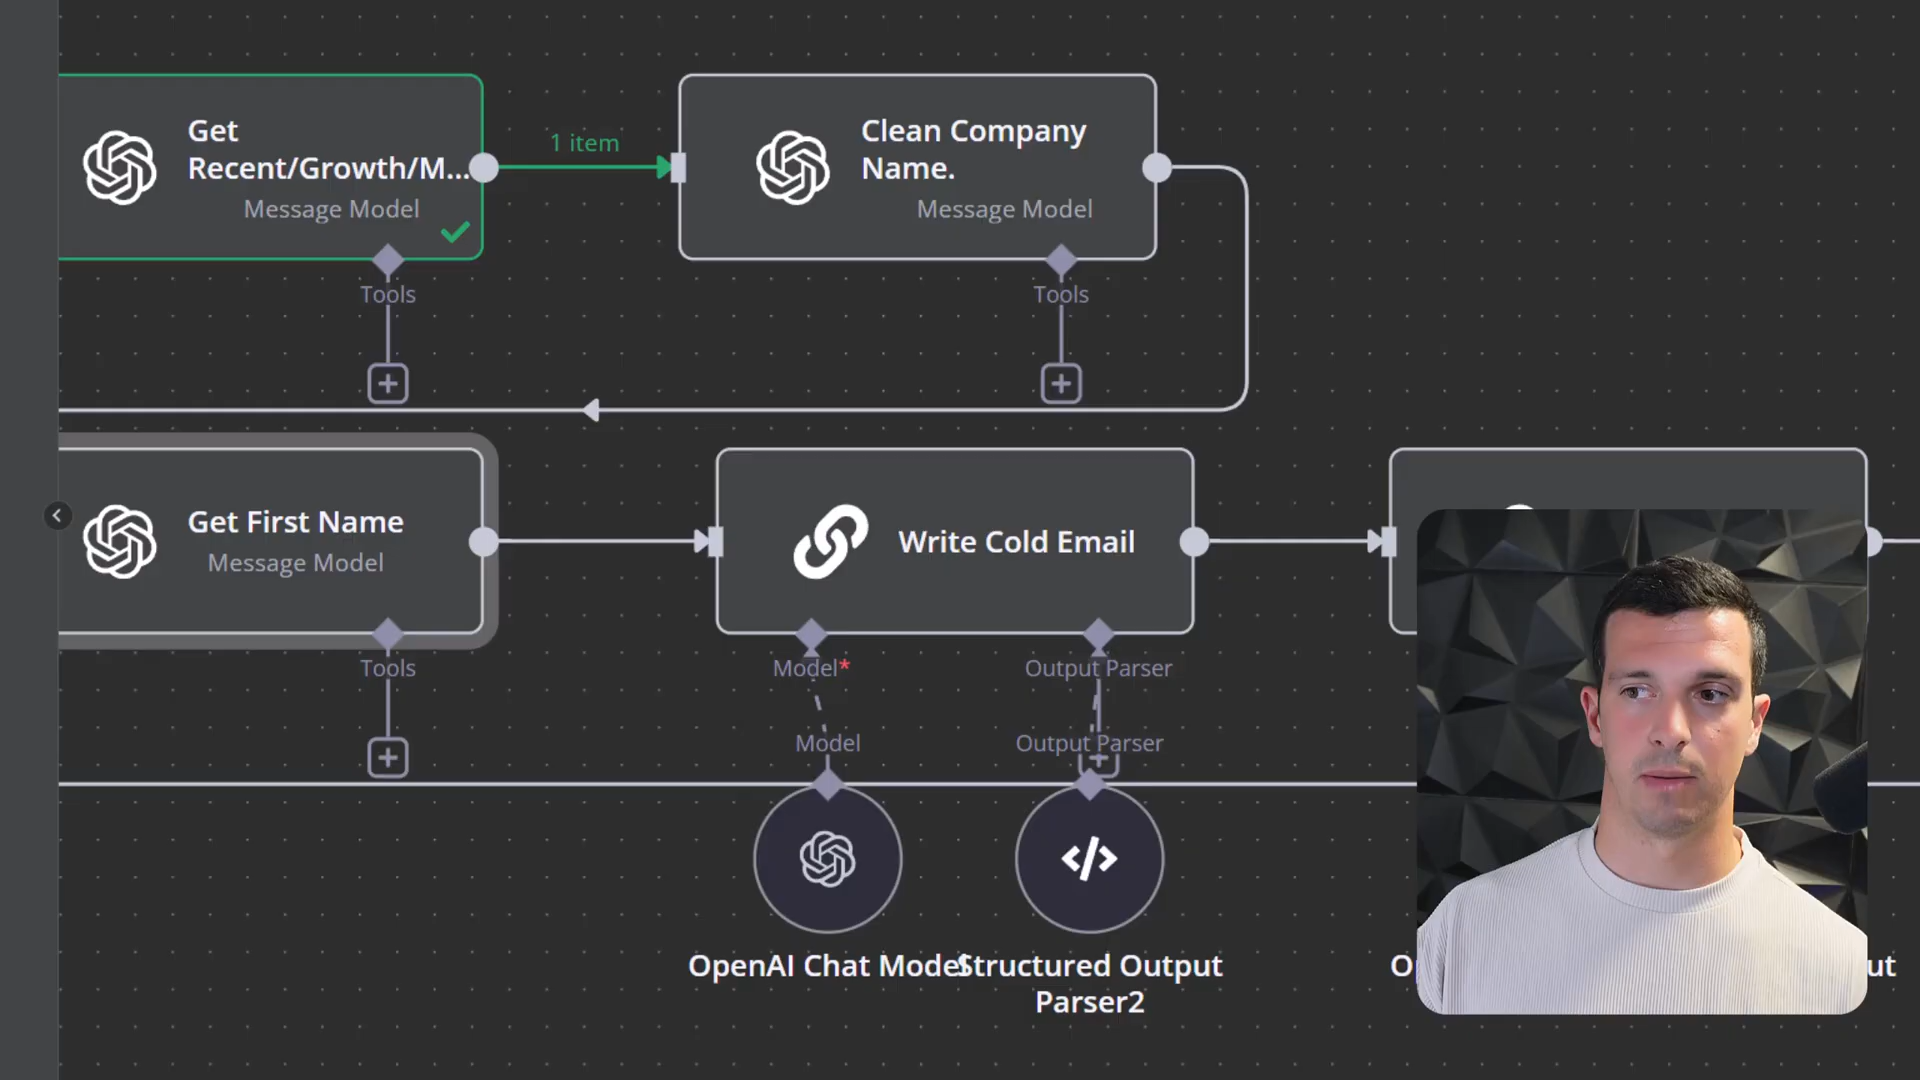 Get
Recent/Growth/M...
Message Model
1 item
Clean Company
Name.
Message Model
Tools
Tools
Get First Name
Message Model
Write Cold Email
Tools
Model*
Output Parser
Model
Output Parser
OpenAI Chat Model
Structured Output
Parser2